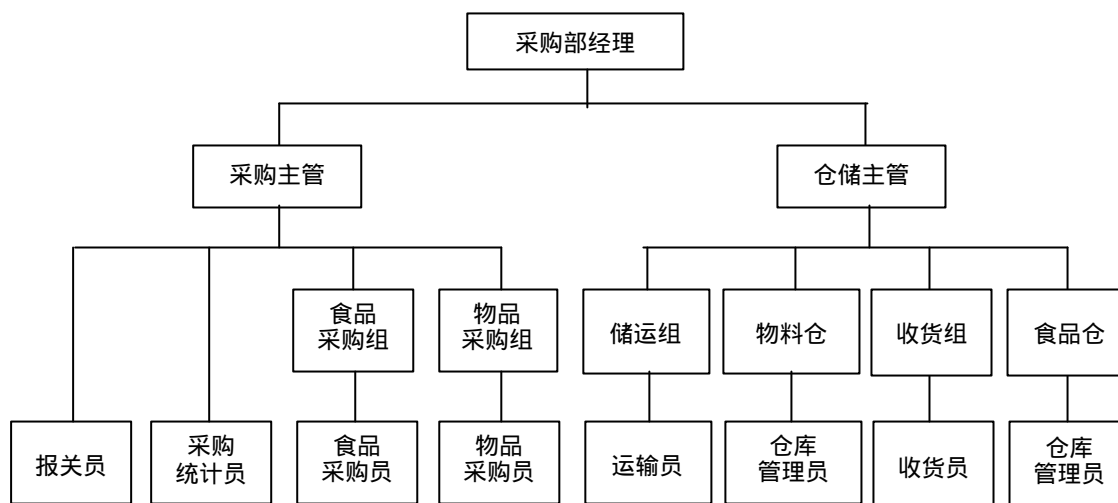 采购部经理
采购主管
仓储主管
食品
采购组
物品
采购组
储运组
物料仓
收货组
食品仓
报关员
采购
统计员
食品
采购员
物品
采购员
运输员
仓库
管理员
收货员
仓库
管理员